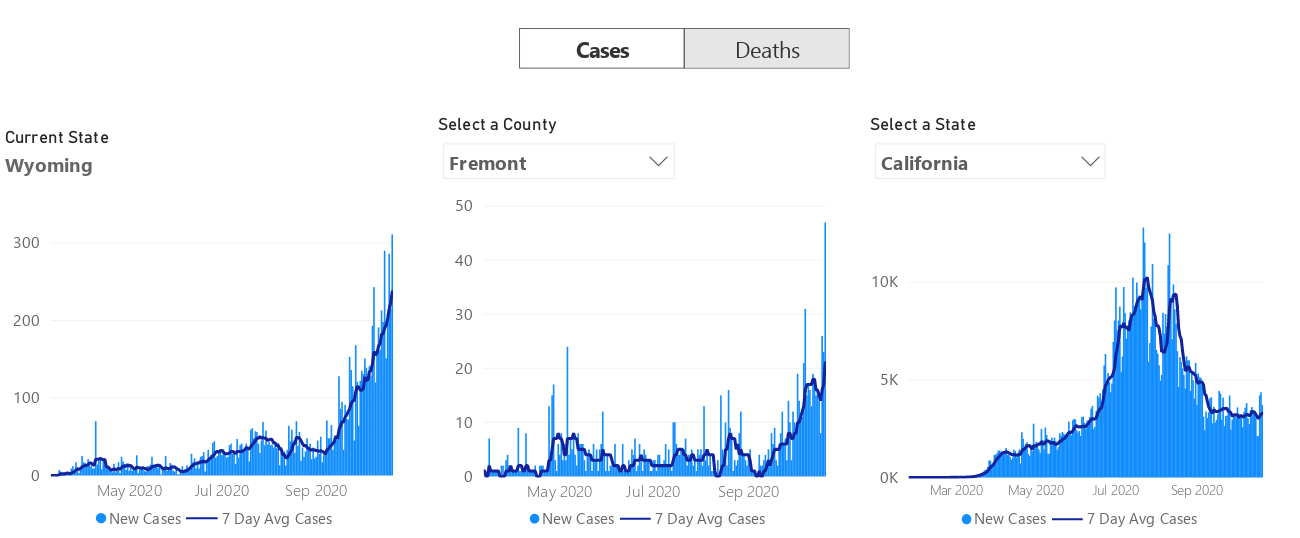 Cases
Deaths
Current State
Wyoming
300
200
100
0
May 2020
Jul 2020
Sep 2020
New Cases
7 Day Avg Cases
Select a County
Fremont
50
40
30
20
10
0
May 2020
Jul 2020
Sep 2020
New Cases
7 Day Avg Cases
Select a State
California
10K
5K
0K
Mar 2020
May 2020
Jul 2020
Sep 2020
New Cases
7 Day Avg Cases